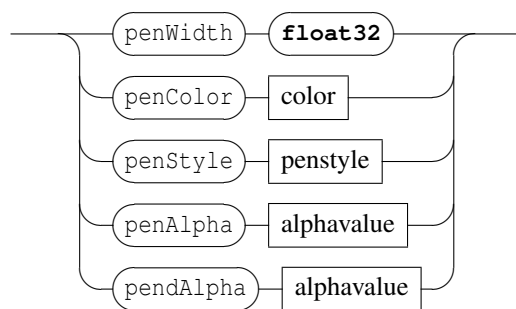 penWidth float32
penColor color
penStyle penstyle
penAlpha alphavalue
pendAlpha alphavalue